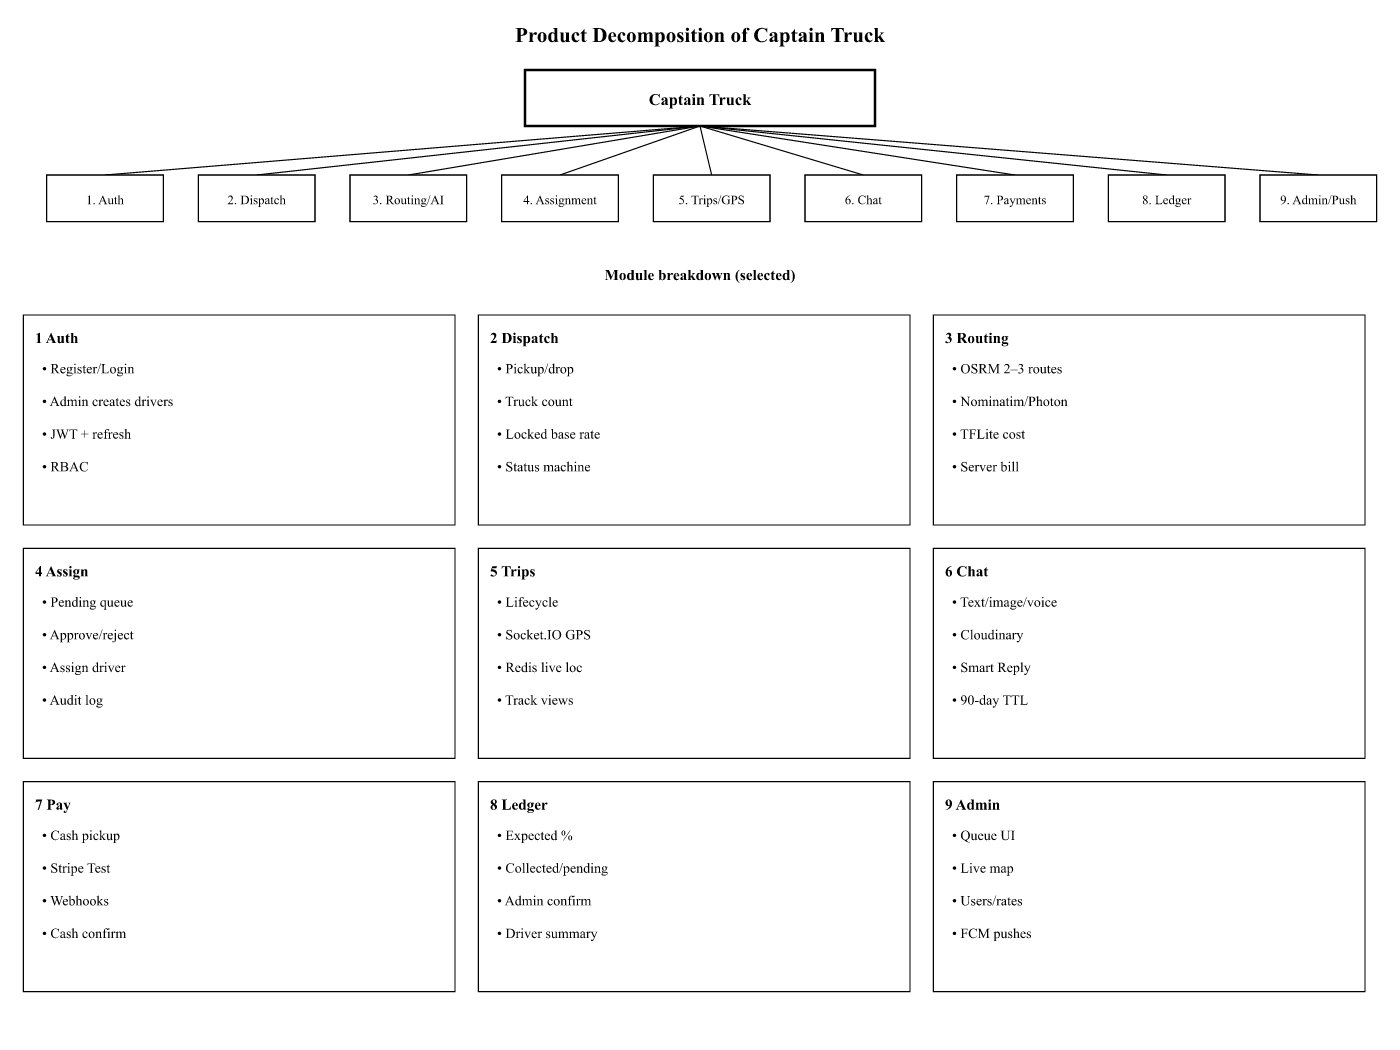 Product Decomposition of Captain Truck
Captain Truck
1. Auth
2. Dispatch
3. Routing/AI
4. Assignment
5. Trips/GPS
6. Chat
7. Payments
8. Ledger
9. Admin/Push
Module breakdown (selected)
1 Auth
• Register/Login
• Admin creates drivers
• JWT + refresh
• RBAC
2 Dispatch
• Pickup/drop
• Truck count
• Locked base rate
• Status machine
3 Routing
• OSRM 2–3 routes
• Nominatim/Photon
• TFLite cost
• Server bill
4 Assign
• Pending queue
• Approve/reject
• Assign driver
• Audit log
5 Trips
• Lifecycle
• Socket.IO GPS
• Redis live loc
• Track views
6 Chat
• Text/image/voice
• Cloudinary
• Smart Reply
• 90-day TTL
7 Pay
• Cash pickup
• Stripe Test
• Webhooks
• Cash confirm
8 Ledger
• Expected %
• Collected/pending
• Admin confirm
• Driver summary
9 Admin
• Queue UI
• Live map
• Users/rates
• FCM pushes